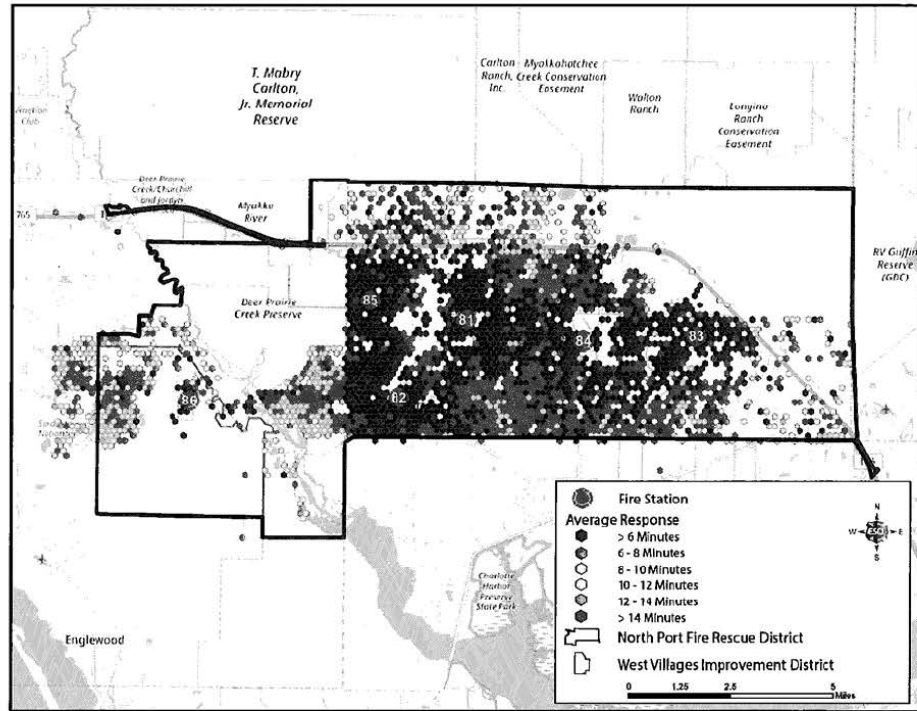 T. Mabry
Carlton,
Jr. Memorial
Reserve
Carlton
Ranch,
Inc.
Myakkahatchee
Creek Conservation
Easement
Walton
Ranch
Longino
Ranch
Conservation
Easement
Club
Deer Prairie
Creek/Churchill
and Jordyn
Myakka
River
765
RV Griffin
Reserve
(GDC)
Deer Prairie
Creek Preserve
85
81
84
83
86
82
Fire Station
Average Response
> 6 Minutes
6 - 8 Minutes
8 - 10 Minutes
10 - 12 Minutes
12 - 14 Minutes
> 14 Minutes
North Port Fire Rescue District
West Villages Improvement District
N
W
E
S
0 1.25 2.5 5
Miles
Charlotte
Harbor
Preserve
State Park
Englewood